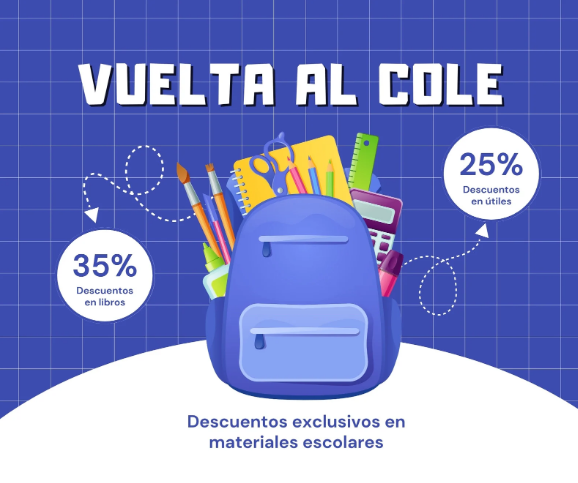 VUELTA AL COLE
25%
Descuentos
en útiles
35%
Descuentos
en libros
Descuentos exclusivos en
materiales escolares